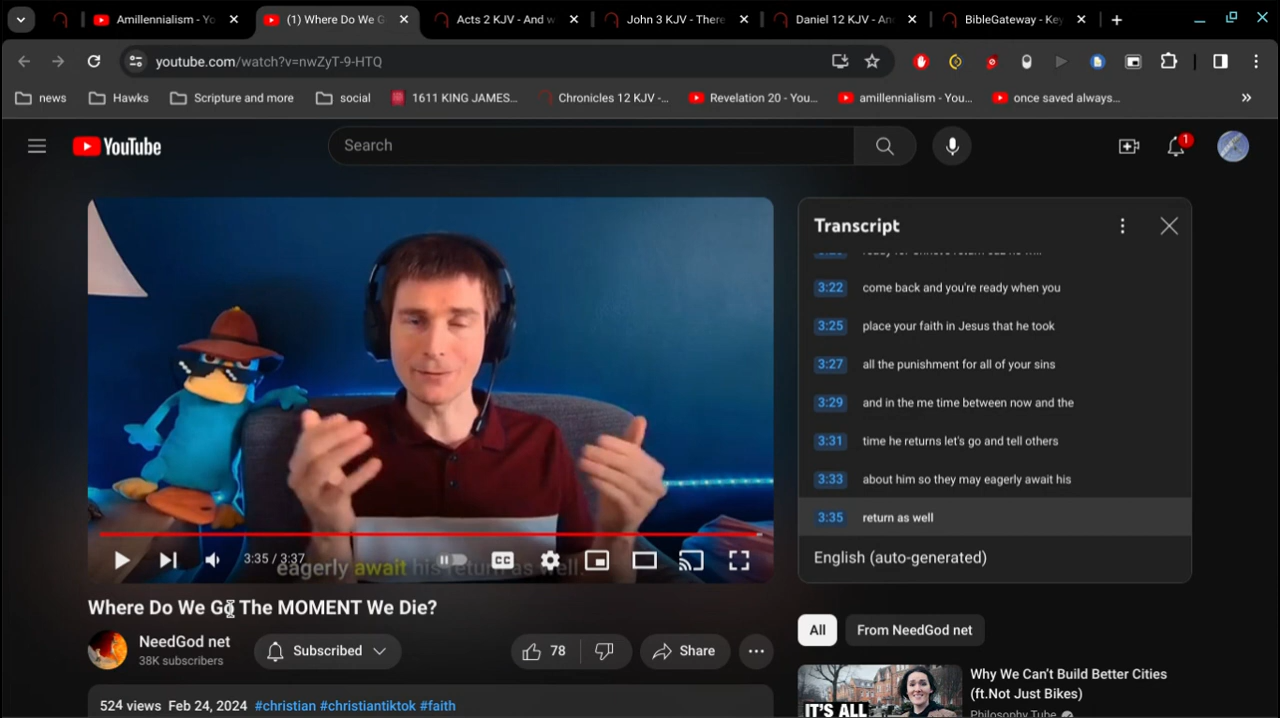 Amillennialism - Yo
(1) Where Do We G
Acts 2 KJV - And w
John 3 KJV - There
Daniel 12 KJV - An
BibleGateway - Key
youtube.com/watch?v=nwZyT-9-HTQ
news
Hawks
Scripture and more
social
1611 KING JAMES...
Chronicles 12 KJV -...
Revelation 20 - You...
amillennialism - You...
once saved always...
»
YouTube
Search
1
Transcript
3:22 come back and you're ready when you
3:25 place your faith in Jesus that he took
3:27 all the punishment for all of your sins
3:29 and in the me time between now and the
3:31 time he returns let's go and tell others
3:33 about him so they may eagerly await his
3:35 return as well
English (auto-generated)
3:35 / 3:37
CC
eagerly await his return as well.
Where Do We Go The MOMENT We Die?
NeedGod net
38K subscribers
Subscribed
78
Share
All
From NeedGod net
524 views Feb 24, 2024 #christian #christiantiktok #faith
IT'S ALL
Why We Can't Build Better Cities
(ft.Not Just Bikes)
Philosophy Tube